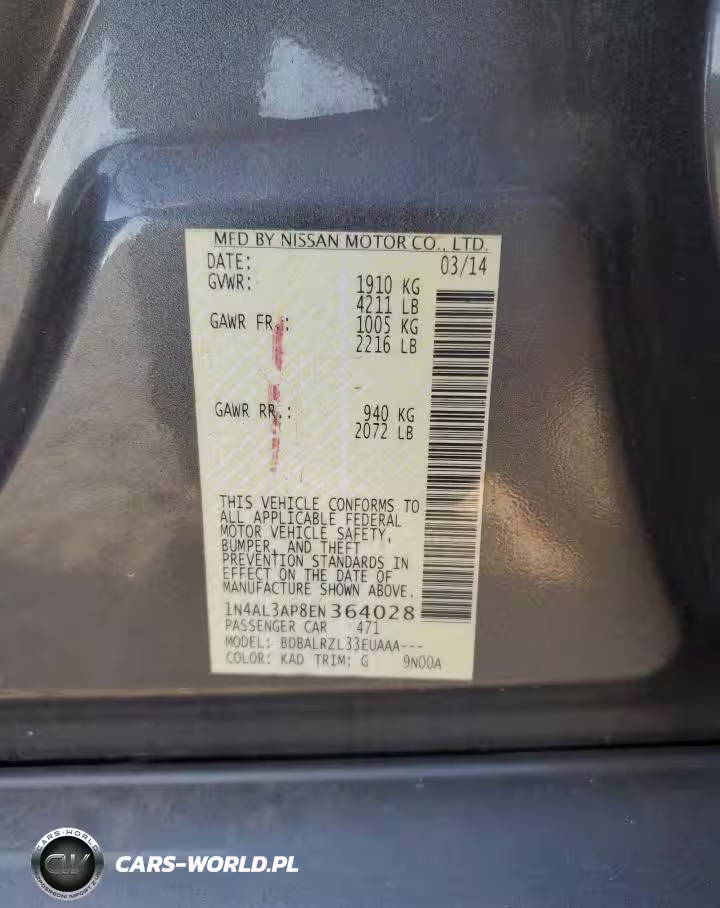 MFD BY NISSAN MOTOR CO., LTD.
DATE: 03/14
GVWR: 1910 KG
4211 LB
GAWR FR.: 1005 KG
2216 LB
GAWR RR.: 940 KG
2072 LB
THIS VEHICLE CONFORMS TO
ALL APPLICABLE FEDERAL
MOTOR VEHICLE SAFETY,
BUMPER, AND THEFT
PREVENTION STANDARDS IN
EFFECT ON THE DATE OF
MANUFACTURE SHOWN ABOVE.
1N4AL3AP8EN364028
PASSENGER CAR 471
MODEL: BDBALRZL33EUAAA---
COLOR: KAD TRIM: G 9N00A
CARS-WORLD
CW
CARS-WORLD.PL